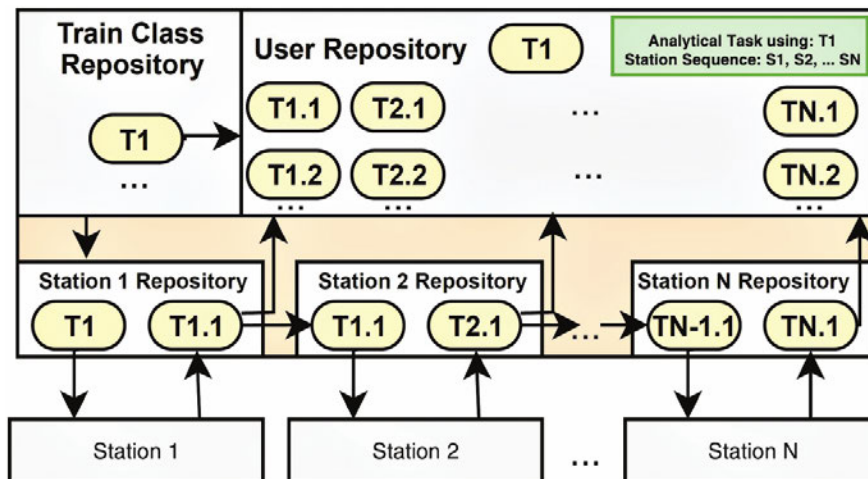 Train Class
Repository
T1
...
User Repository
T1
Analytical Task using: T1
Station Sequence: S1, S2, ... SN
T1.1
T2.1
...
TN.1
T1.2
T2.2
...
TN.2
...
...
...
Station 1 Repository
Station 2 Repository
Station N Repository
T1
T1.1
T1.1
T2.1
...
TN-1.1
TN.1
Station 1
Station 2
...
Station N